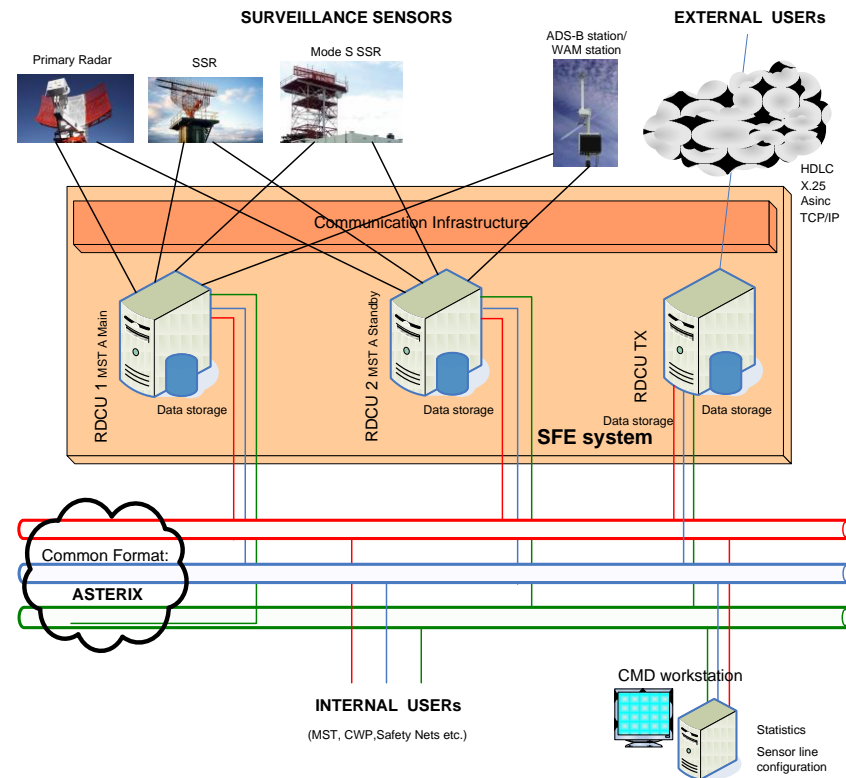 SURVEILLANCE SENSORS
EXTERNAL USERs
Primary Radar
SSR
Mode S SSR
ADS-B station/
WAM station
HDLC
X.25
Asinc
TCP/IP
Communication Infrastructure
RDCU 1 MST A Main
Data storage
RDCU 2 MST A Standby
Data storage
RDCU TX
Data storage
Data storage
SFE system
Common Format:
ASTERIX
INTERNAL USERs
(MST, CWP,Safety Nets etc.)
CMD workstation
Statistics
Sensor line
configuration